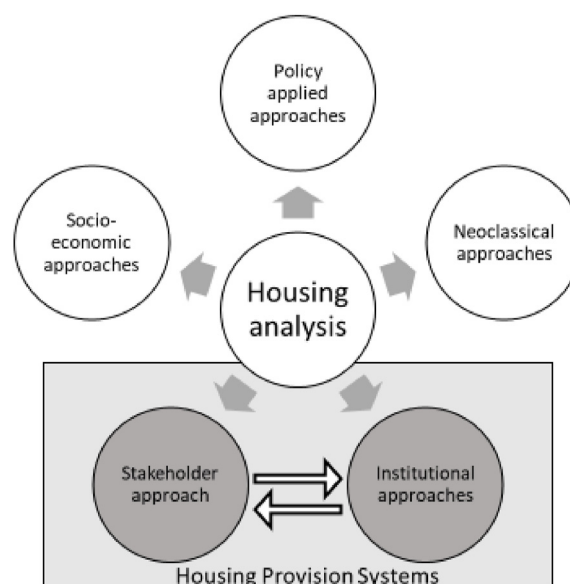 Policy
applied
approaches
Socio-
economic
approaches
Neoclassical
approaches
Housing
analysis
Stakeholder
approach
Institutional
approaches
Housing Provision Systems